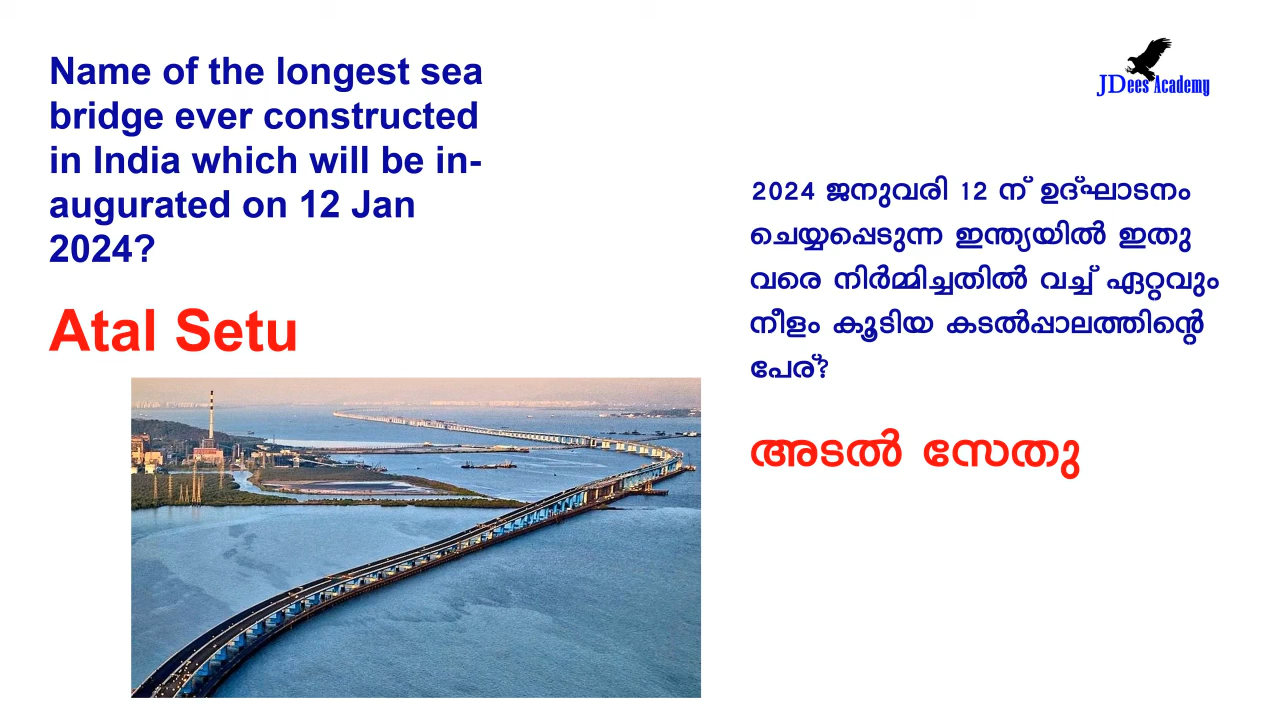 Name of the longest sea
bridge ever constructed
in India which will be in-
augurated on 12 Jan
2024?
Atal Setu
JDees Academy
2024 ജനുവരി 12 ന് ഉദ്ഘാടനം
ചെയ്യപ്പെടുന്ന ഇന്ത്യയിൽ ഇതു
വരെ നിർമ്മിച്ചതിൽ വച്ച് ഏറ്റവും
നീളം കൂടിയ കടൽപ്പാലത്തിന്റെ
പേര്?
അടൽ സേതു